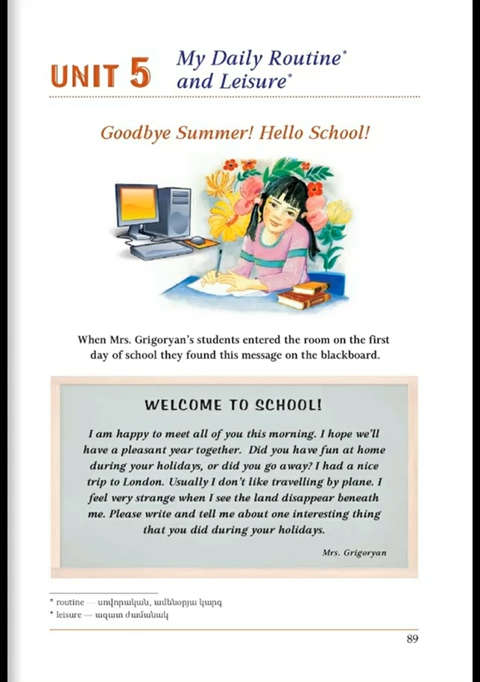 UNIT 5
My Daily Routine*
and Leisure*
Goodbye Summer! Hello School!
When Mrs. Grigoryan's students entered the room on the first
day of school they found this message on the blackboard.
WELCOME TO SCHOOL!
I am happy to meet all of you this morning. I hope we'll
have a pleasant year together. Did you have fun at home
during your holidays, or did you go away? I had a nice
trip to London. Usually I don't like travelling by plane. I
feel very strange when I see the land disappear beneath
me. Please write and tell me about one interesting thing
that you did during your holidays.
Mrs. Grigoryan
* routine — սովորական, ամենօրյա կարգ
* leisure — ազատ ժամանակ
89